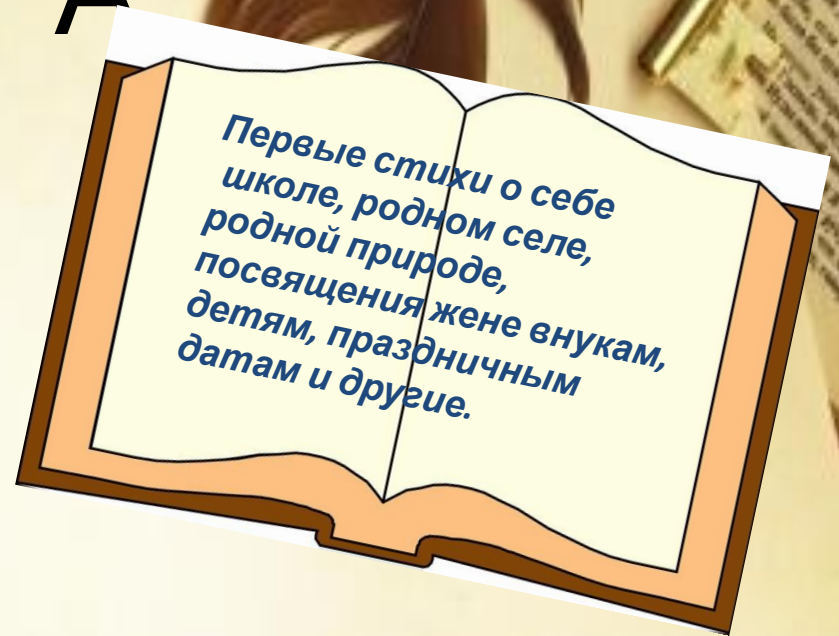 Первые стихи о себе
школе, родном селе,
родной природе,
посвящения жене внукам,
детям, праздничным
датам и другие.